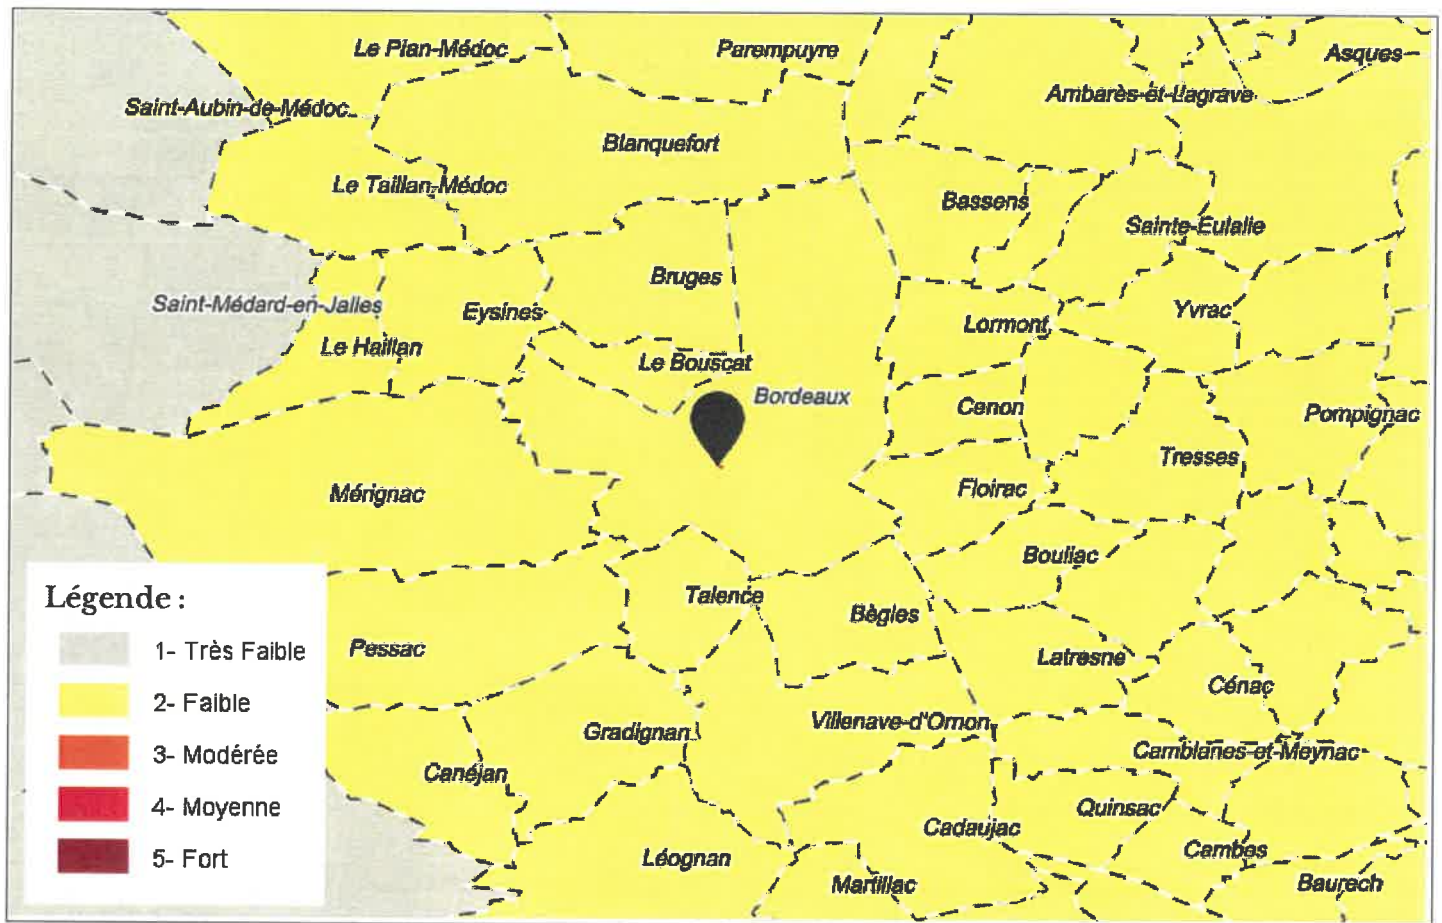 Le Pian-Médoc
Parempuyre
Asques
Saint-Aubin-de-Médoc
Ambarès-et-Lagrave
Blanquefort
Le Taillan-Médoc
Bassens
Sainte-Eulalie
Bruges
Saint-Médard-en-Jalles
Eysines
Yvrac
Lormont
Le Haillan
Le Bouscat
Bordeaux
Cenon
Pompignac
Tresses
Mérignac
Floirac
Bouliac
Légende :
Talence
Bègles
1- Très Faible
Pessac
Latresne
Cénac
2- Faible
Villenave-d'Ornon
Gradignan
3- Modérée
Camblanes-et-Meynac
Canéjan
4- Moyenne
Quinsac
Cadaujac
5- Fort
Léognan
Cambes
Martillac
Baurech